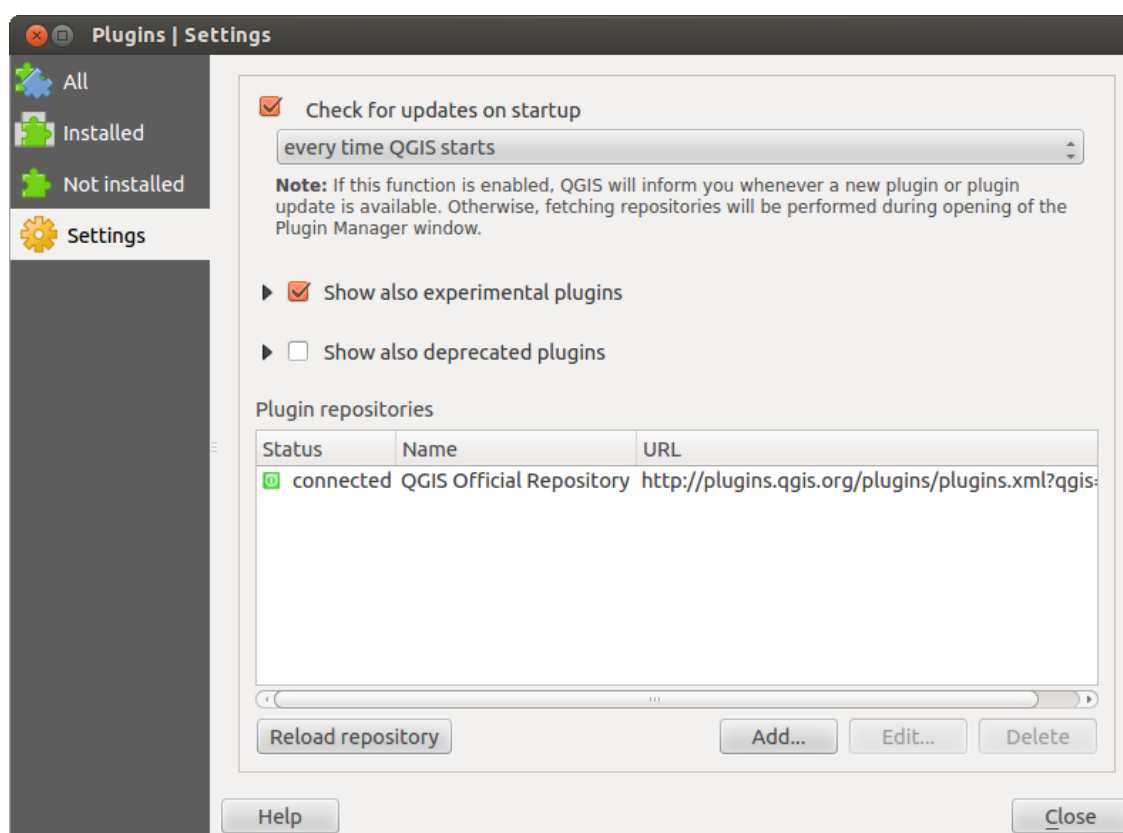 Plugins | Settings
All
Installed
Not installed
Settings
Check for updates on startup
every time QGIS starts
Note: If this function is enabled, QGIS will inform you whenever a new plugin or plugin
update is available. Otherwise, fetching repositories will be performed during opening of the
Plugin Manager window.
Show also experimental plugins
Show also deprecated plugins
Plugin repositories
Status Name URL
connected QGIS Official Repository http://plugins.qgis.org/plugins/plugins.xml?qgis=
Reload repository Add... Edit... Delete
Help Close